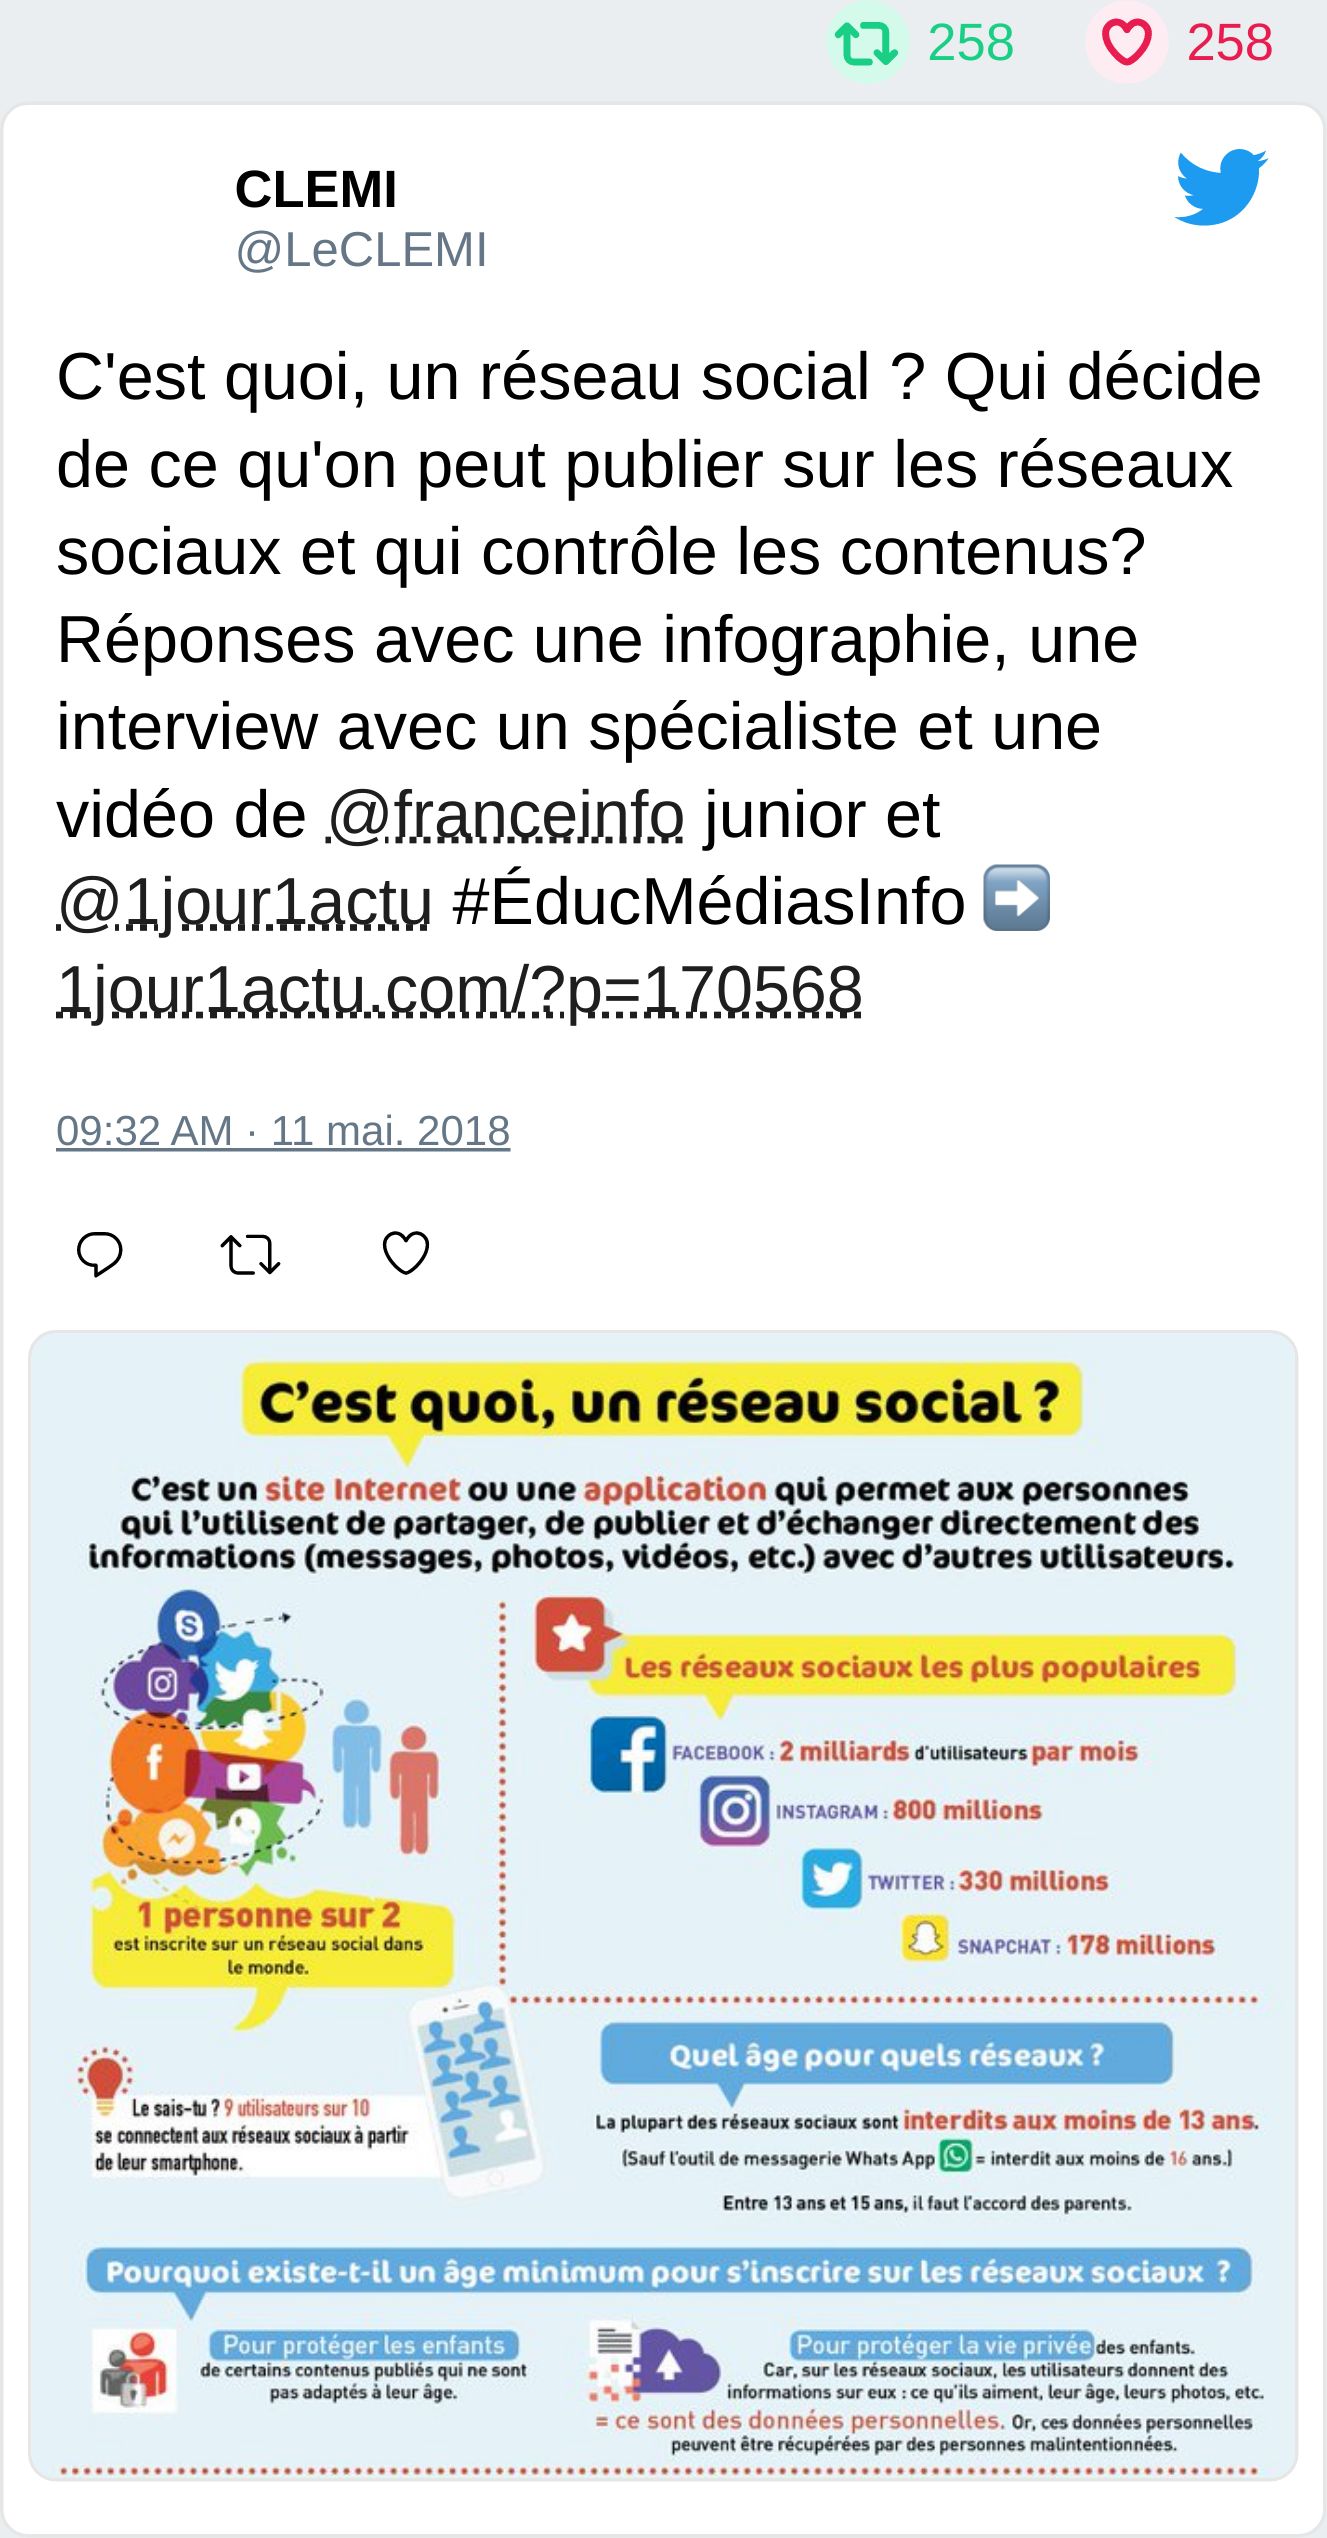 258 258
CLEMI
@LeCLEMI
C'est quoi, un réseau social ? Qui décide
de ce qu'on peut publier sur les réseaux
sociaux et qui contrôle les contenus?
Réponses avec une infographie, une
interview avec un spécialiste et une
vidéo de @franceinfo junior et
@1jour1actu #ÉducMédiasInfo ➡️
1jour1actu.com/?p=170568
09:32 AM · 11 mai. 2018
C'est quoi, un réseau social ?
C'est un site Internet ou une application qui permet aux personnes
qui l'utilisent de partager, de publier et d'échanger directement des
informations (messages, photos, vidéos, etc.) avec d'autres utilisateurs.
1 personne sur 2
est inscrite sur un réseau social dans
le monde.
Les réseaux sociaux les plus populaires
FACEBOOK : 2 milliards d'utilisateurs par mois
INSTAGRAM : 800 millions
TWITTER : 330 millions
SNAPCHAT : 178 millions
Le sais-tu ? 9 utilisateurs sur 10
se connectent aux réseaux sociaux à partir
de leur smartphone.
Quel âge pour quels réseaux ?
La plupart des réseaux sociaux sont interdits aux moins de 13 ans.
(Sauf l'outil de messagerie Whats App = interdit aux moins de 16 ans.)
Entre 13 ans et 15 ans, il faut l'accord des parents.
Pourquoi existe-t-il un âge minimum pour s'inscrire sur les réseaux sociaux ?
Pour protéger les enfants
de certains contenus publiés qui ne sont
pas adaptés à leur âge.
Pour protéger la vie privée des enfants.
Car, sur les réseaux sociaux, les utilisateurs donnent des
informations sur eux : ce qu'ils aiment, leur âge, leurs photos, etc.
= ce sont des données personnelles. Or, ces données personnelles
peuvent être récupérées par des personnes malintentionnées.